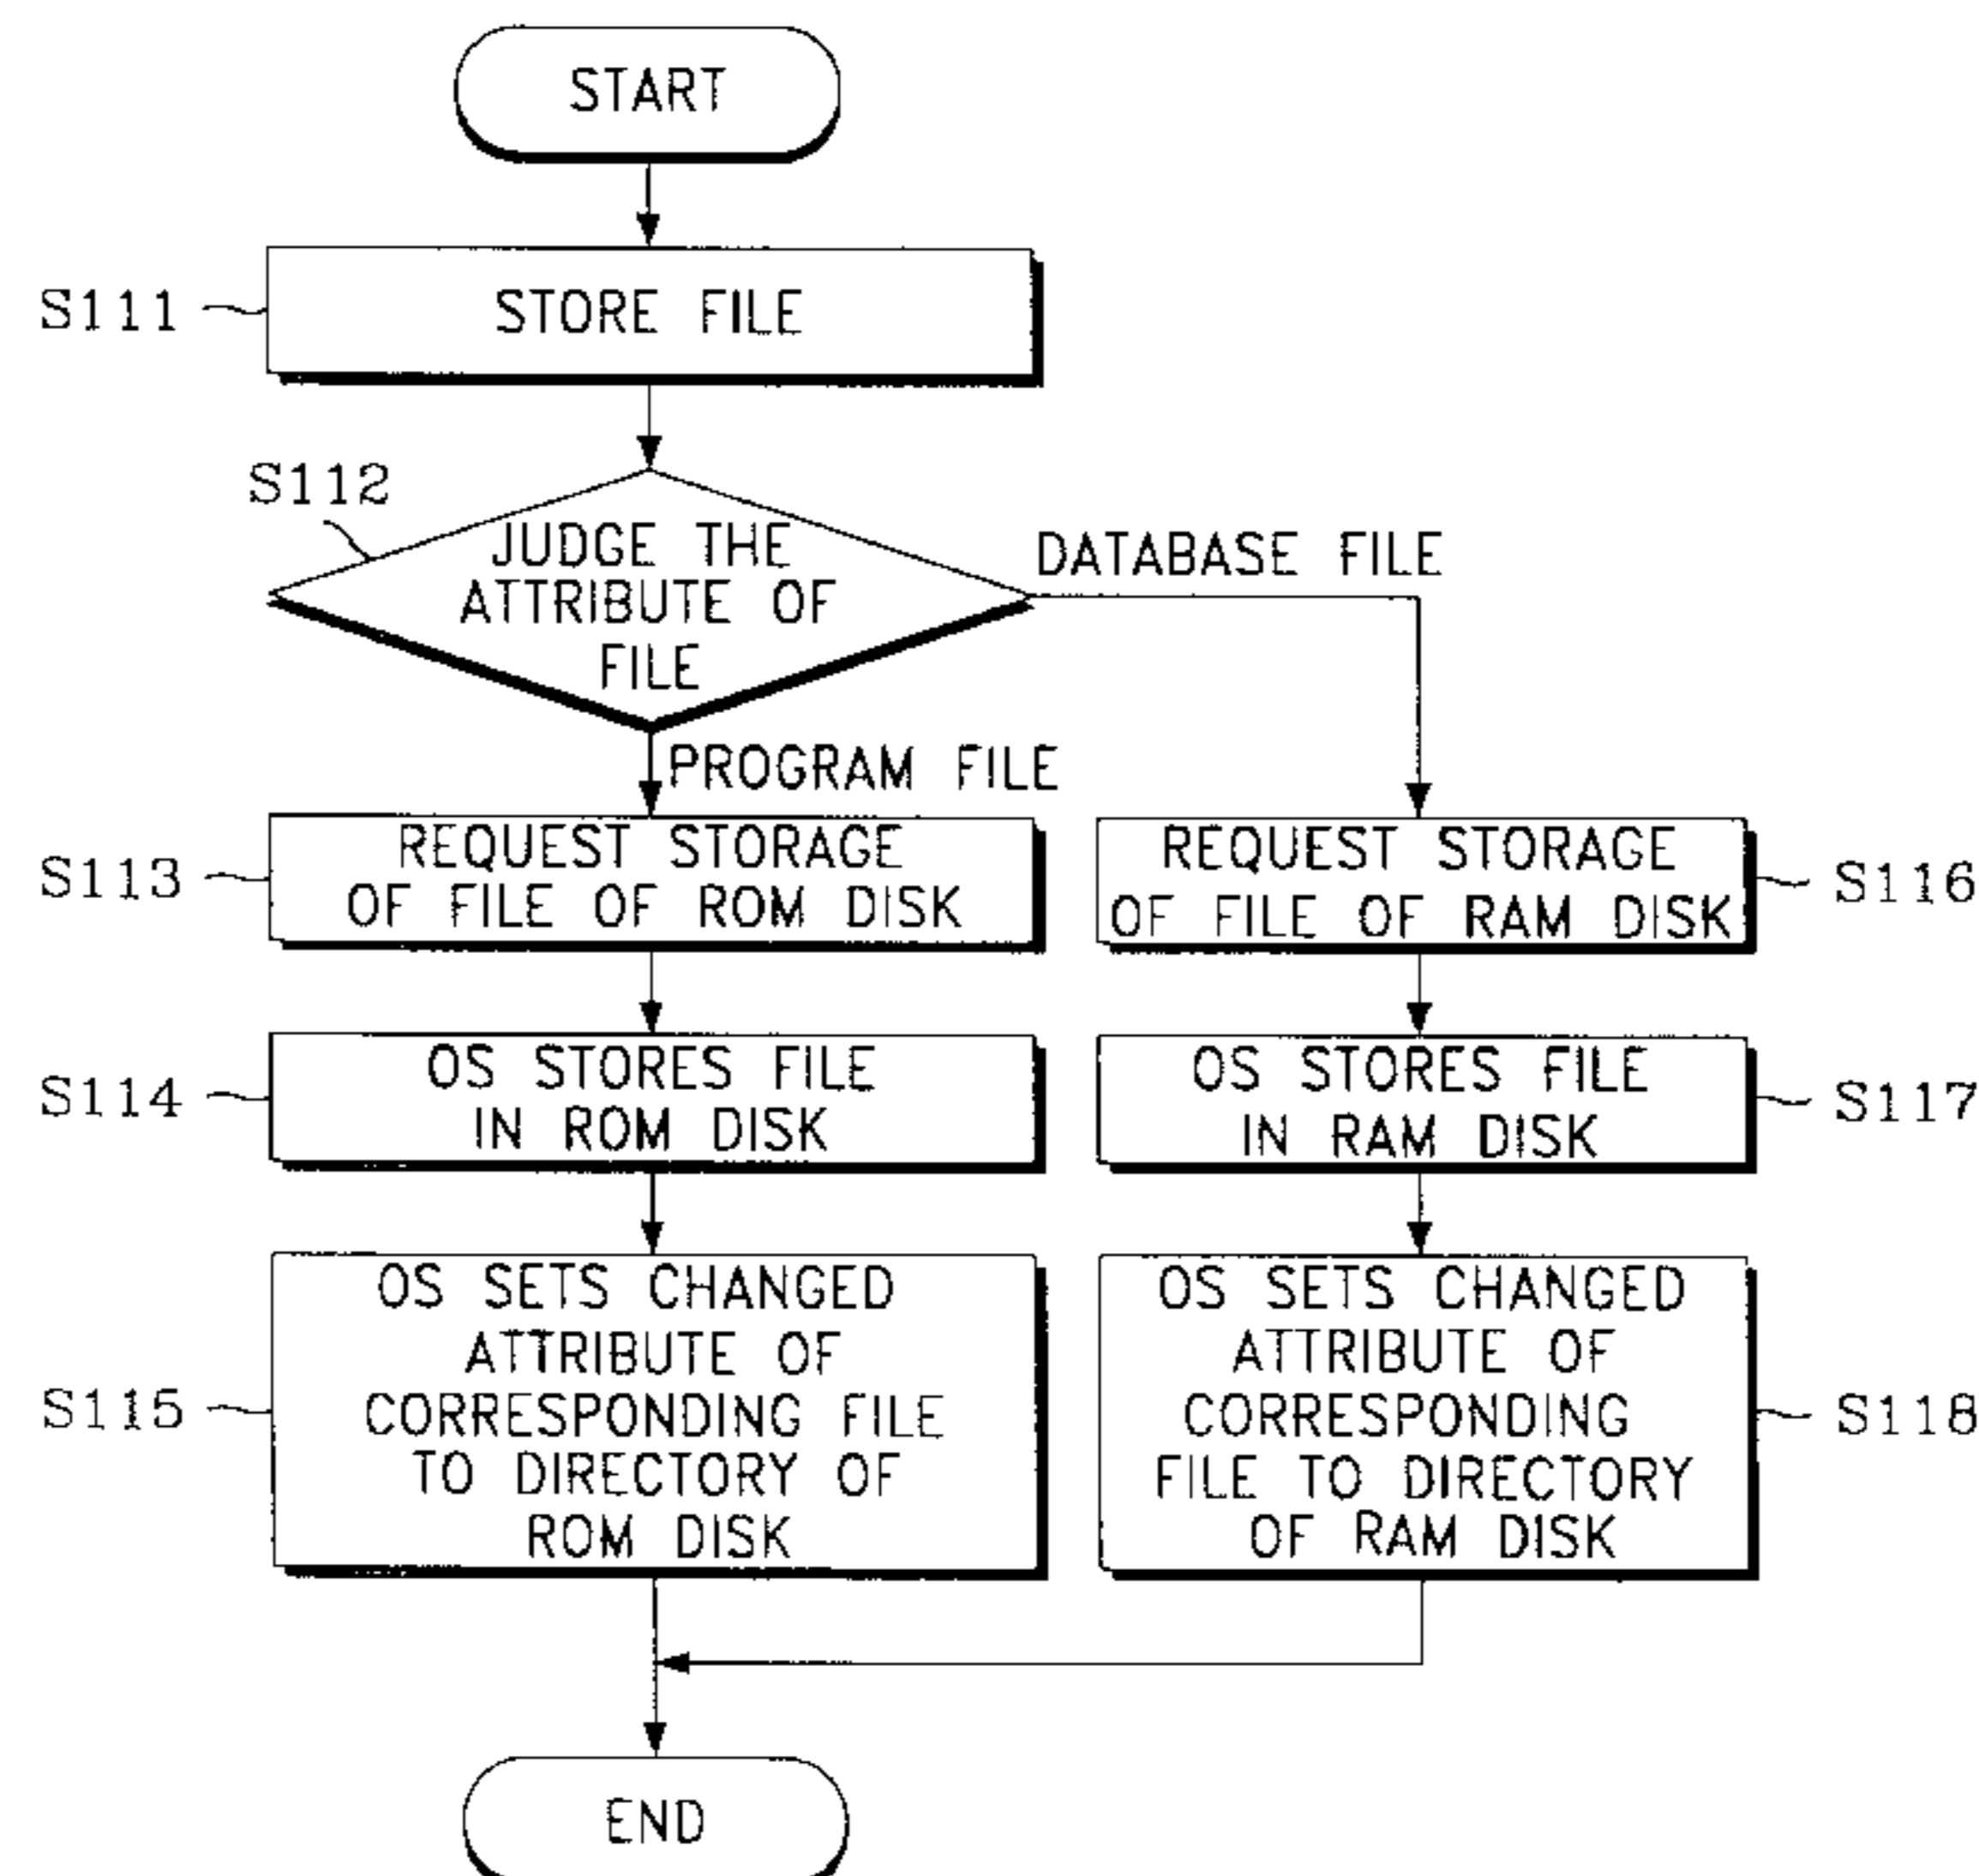 START
S111
STORE FILE
S112
JUDGE THE
ATTRIBUTE OF
FILE
DATABASE FILE
PROGRAM FILE
S113
REQUEST STORAGE
OF FILE OF ROM DISK
REQUEST STORAGE
OF FILE OF RAM DISK
S116
S114
OS STORES FILE
IN ROM DISK
OS STORES FILE
IN RAM DISK
S117
S115
OS SETS CHANGED
ATTRIBUTE OF
CORRESPONDING FILE
TO DIRECTORY OF
ROM DISK
OS SETS CHANGED
ATTRIBUTE OF
CORRESPONDING
FILE TO DIRECTORY
OF RAM DISK
S118
END